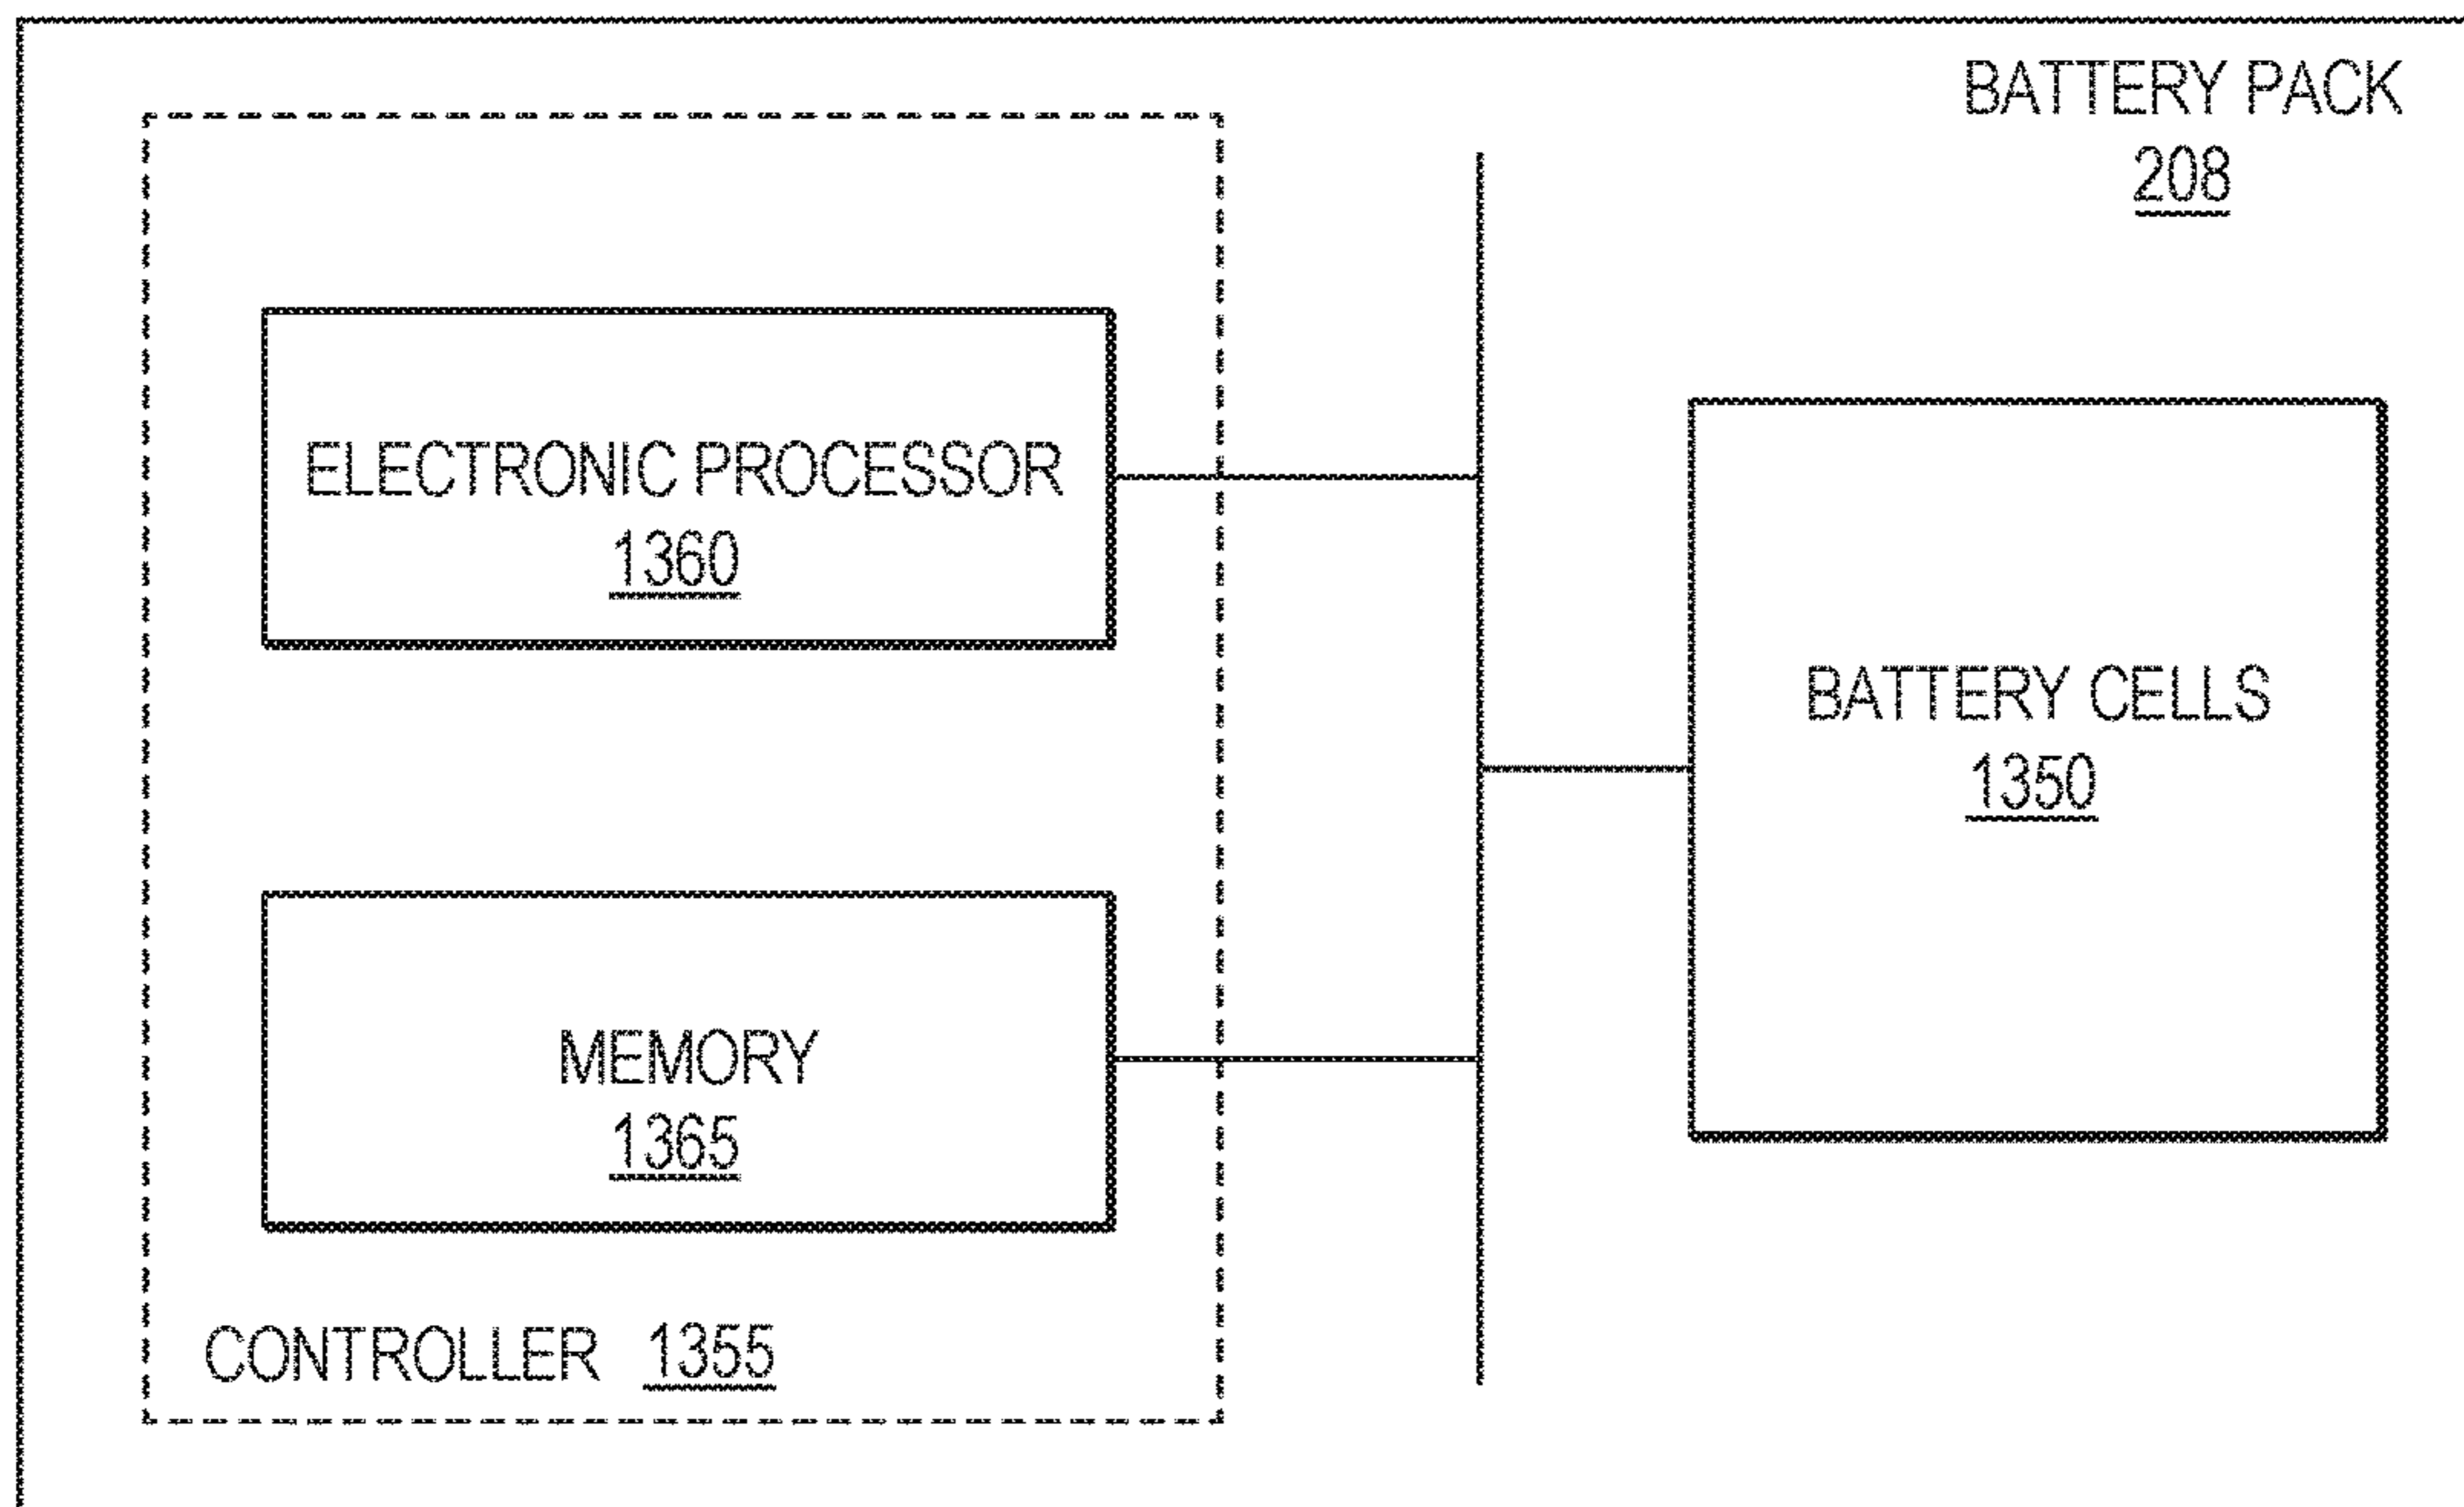 BATTERY PACK
208
ELECTRONIC PROCESSOR
1360
BATTERY CELLS
1350
MEMORY
1365
CONTROLLER 1355